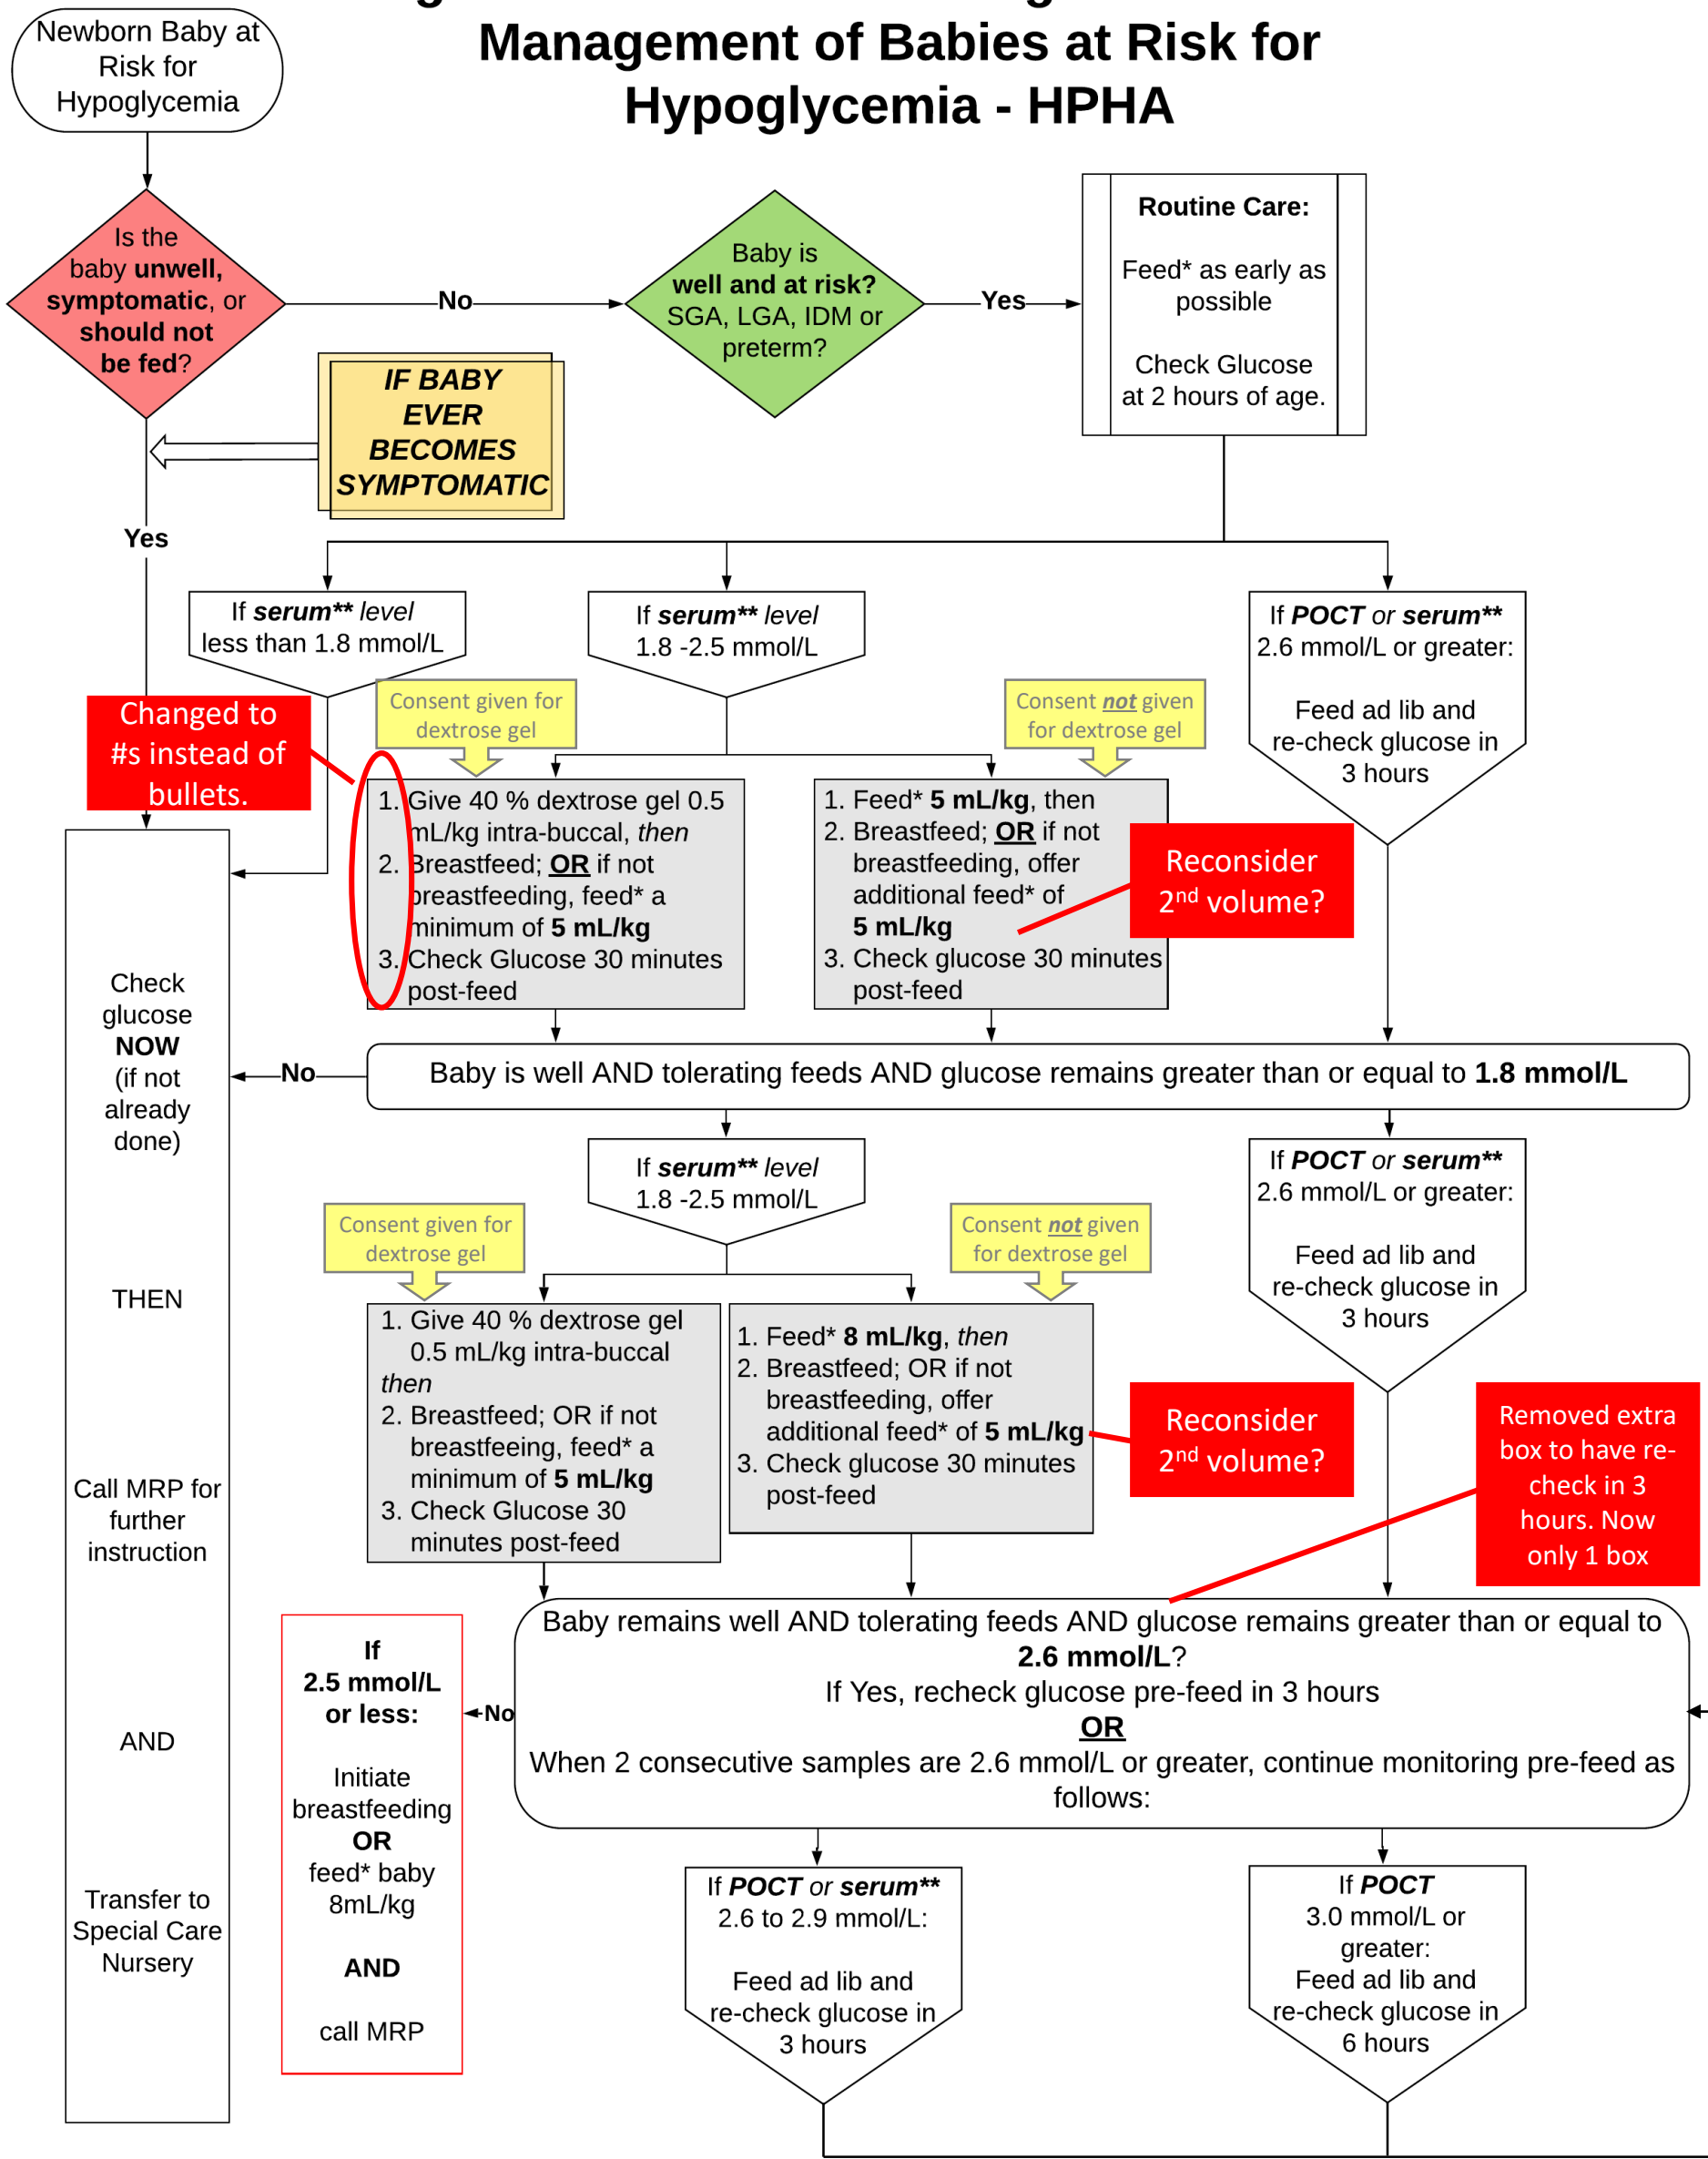 Management of Babies at Risk for
Hypoglycemia - HPHA
Newborn Baby at
Risk for
Hypoglycemia
Is the
baby unwell,
symptomatic, or
should not
be fed?
No
Baby is
well and at risk?
SGA, LGA, IDM or
preterm?
Yes
Routine Care:
Feed* as early as
possible
Check Glucose
at 2 hours of age.
IF BABY
EVER
BECOMES
SYMPTOMATIC
Yes
If serum** level
less than 1.8 mmol/L
If serum** level
1.8 -2.5 mmol/L
If POCT or serum**
2.6 mmol/L or greater:
Feed ad lib and
re-check glucose in
3 hours
Changed to
#s instead of
bullets.
Consent given for
dextrose gel
Consent not given
for dextrose gel
1. Give 40 % dextrose gel 0.5
mL/kg intra-buccal, then
2. Breastfeed; OR if not
breastfeeding, feed* a
minimum of 5 mL/kg
3. Check Glucose 30 minutes
post-feed
1. Feed* 5 mL/kg, then
2. Breastfeed; OR if not
breastfeeding, offer
additional feed* of
5 mL/kg
3. Check glucose 30 minutes
post-feed
Reconsider
2nd volume?
Check
glucose
NOW
(if not
already
done)
THEN
Call MRP for
further
instruction
AND
Transfer to
Special Care
Nursery
No
Baby is well AND tolerating feeds AND glucose remains greater than or equal to 1.8 mmol/L
If serum** level
1.8 -2.5 mmol/L
If POCT or serum**
2.6 mmol/L or greater:
Feed ad lib and
re-check glucose in
3 hours
Consent given for
dextrose gel
Consent not given
for dextrose gel
1. Give 40 % dextrose gel
0.5 mL/kg intra-buccal
then
2. Breastfeed; OR if not
breastfeeing, feed* a
minimum of 5 mL/kg
3. Check Glucose 30
minutes post-feed
1. Feed* 8 mL/kg, then
2. Breastfeed; OR if not
breastfeeding, offer
additional feed* of 5 mL/kg
3. Check glucose 30 minutes
post-feed
Reconsider
2nd volume?
Removed extra
box to have re-
check in 3
hours. Now
only 1 box
Baby remains well AND tolerating feeds AND glucose remains greater than or equal to
2.6 mmol/L?
If Yes, recheck glucose pre-feed in 3 hours
OR
When 2 consecutive samples are 2.6 mmol/L or greater, continue monitoring pre-feed as
follows:
No
If
2.5 mmol/L
or less:
Initiate
breastfeeding
OR
feed* baby
8mL/kg
AND
call MRP
If POCT or serum**
2.6 to 2.9 mmol/L:
Feed ad lib and
re-check glucose in
3 hours
If POCT
3.0 mmol/L or
greater:
Feed ad lib and
re-check glucose in
6 hours